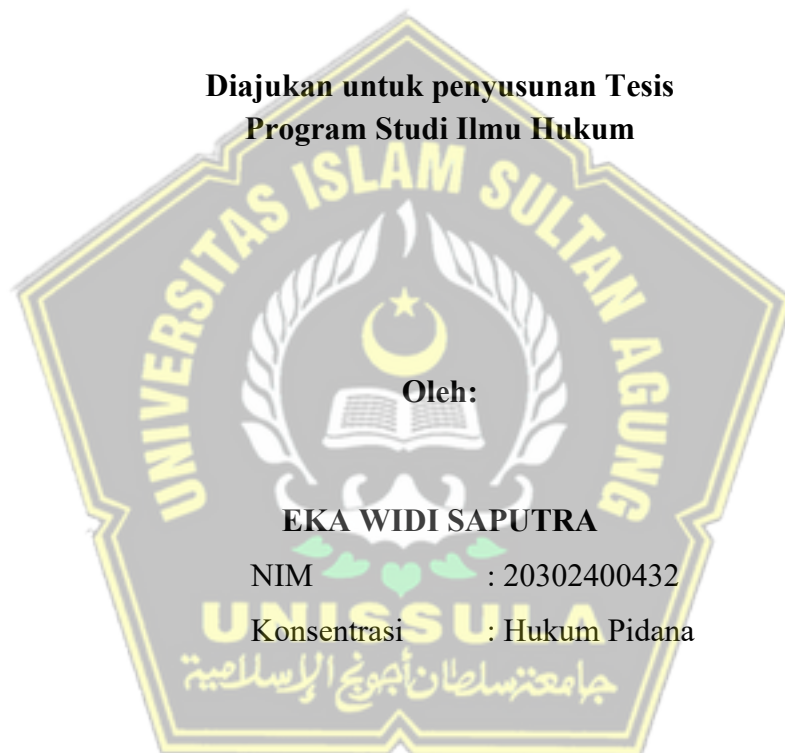 Diajukan untuk penyusunan Tesis
Program Studi Ilmu Hukum
UNIVERSITAS ISLAM SULTAN AGUNG
Oleh:
EKA WIDI SAPUTRA
NIM : 20302400432
Konsentrasi : Hukum Pidana
UNISSULA
جامعة سلطان أجونج الإسلامية